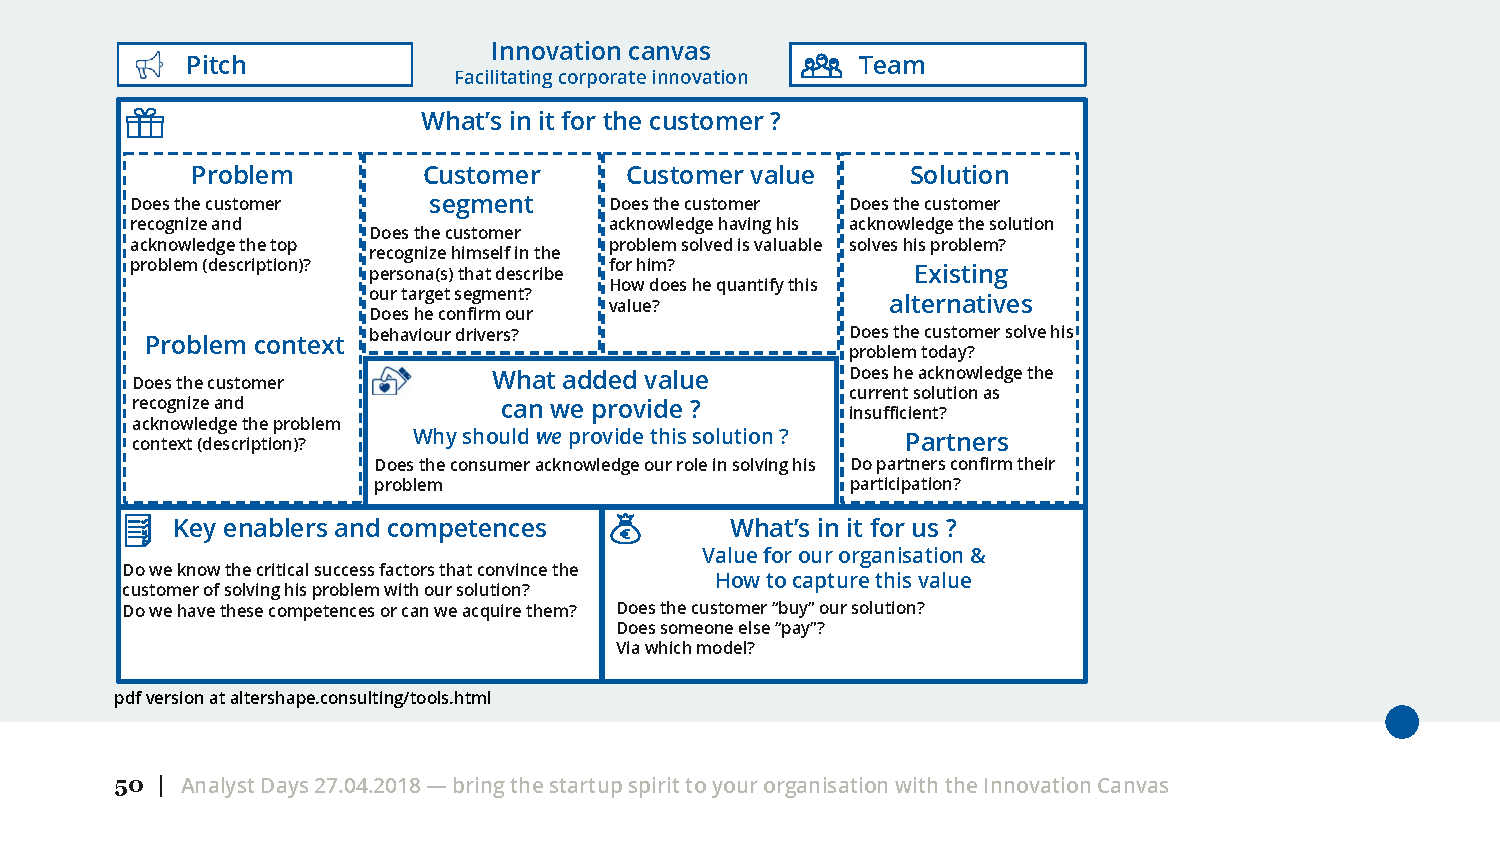 Pitch
Innovation canvas
Facilitating corporate innovation
Team
What’s in it for the customer ?
Problem
Does the customer
recognize and
acknowledge the top
problem (description)?
Problem context
Does the customer
recognize and
acknowledge the problem
context (description)?
Customer
segment
Does the customer
recognize himself in the
persona(s) that describe
our target segment?
Does he confirm our
behaviour drivers?
Customer value
Does the customer
acknowledge having his
problem solved is valuable
for him?
How does he quantify this
value?
Solution
Does the customer
acknowledge the solution
solves his problem?
Existing
alternatives
Does the customer solve his
problem today?
Does he acknowledge the
current solution as
insufficient?
Partners
Do partners confirm their
participation?
What added value
can we provide ?
Why should we provide this solution ?
Does the consumer acknowledge our role in solving his
problem
Key enablers and competences
Do we know the critical success factors that convince the
customer of solving his problem with our solution?
Do we have these competences or can we acquire them?
What’s in it for us ?
Value for our organisation &
How to capture this value
Does the customer “buy” our solution?
Does someone else “pay”?
Via which model?
pdf version at altershape.consulting/tools.html
50 | Analyst Days 27.04.2018 — bring the startup spirit to your organisation with the Innovation Canvas